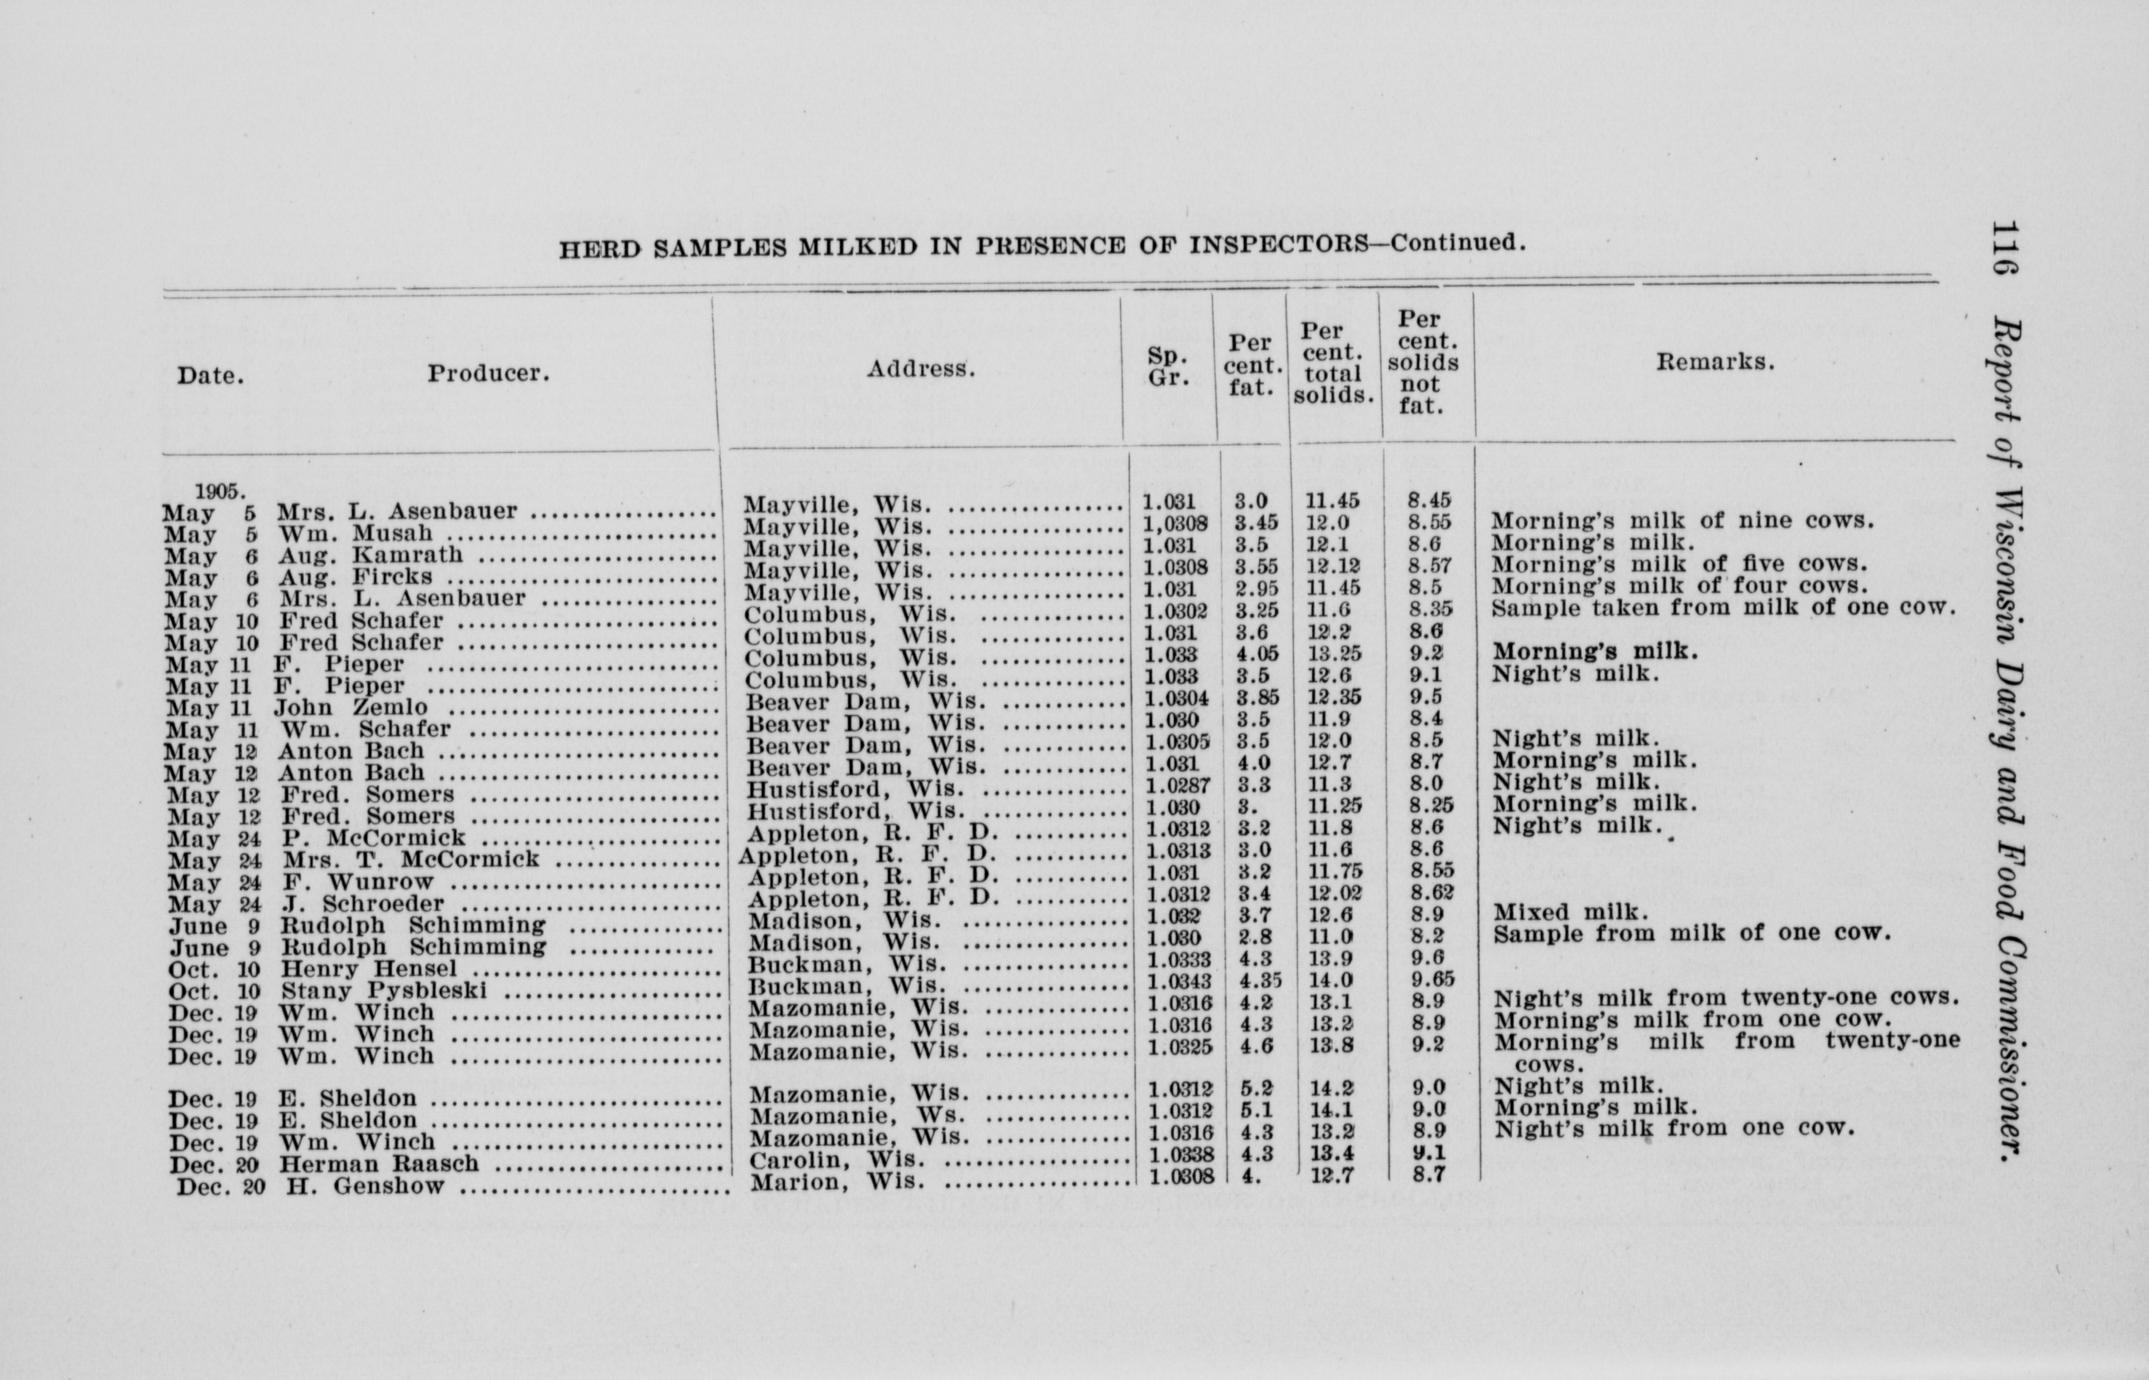 116 Report of Wisconsin Dairy and Food Commissioner.
HERD SAMPLES MILKED IN PRESENCE OF INSPECTORS—Continued.
Date. Producer. Address. Sp. Gr. Per cent. fat. Per cent. total solids. Per cent. solids not fat. Remarks.
1905.
May 5 Mrs. L. Asenbauer .................. Mayville, Wis. ................. 1.031 3.0 11.45 8.45
May 5 Wm. Musah .......................... Mayville, Wis. ................. 1,0308 3.45 12.0 8.55 Morning's milk of nine cows.
May 6 Aug. Kamrath ....................... Mayville, Wis. ................. 1.031 3.5 12.1 8.6 Morning's milk.
May 6 Aug. Fircks .......................... Mayville, Wis. ................. 1.0308 3.55 12.12 8.57 Morning's milk of five cows.
May 6 Mrs. L. Asenbauer ................. Mayville, Wis. ................. 1.031 2.95 11.45 8.5 Morning's milk of four cows.
May 10 Fred Schafer ......................... Columbus, Wis. .............. 1.0302 3.25 11.6 8.35 Sample taken from milk of one cow.
May 10 Fred Schafer ......................... Columbus, Wis. .............. 1.031 3.6 12.2 8.6
May 11 F. Pieper ............................ Columbus, Wis. .............. 1.033 4.05 13.25 9.2 Morning's milk.
May 11 F. Pieper ............................ Columbus, Wis. .............. 1.033 3.5 12.6 9.1 Night's milk.
May 11 John Zemlo .......................... Beaver Dam, Wis. ............ 1.0304 3.85 12.35 9.5
May 11 Wm. Schafer ........................ Beaver Dam, Wis. ............ 1.030 3.5 11.9 8.4
May 12 Anton Bach ........................... Beaver Dam, Wis. ............ 1.0305 3.5 12.0 8.5 Night's milk.
May 12 Anton Bach ........................... Beaver Dam, Wis. ............ 1.031 4.0 12.7 8.7 Morning's milk.
May 12 Fred. Somers ........................ Hustisford, Wis. .............. 1.0287 3.3 11.3 8.0 Night's milk.
May 12 Fred. Somers ........................ Hustisford, Wis. .............. 1.030 3. 11.25 8.25 Morning's milk.
May 24 P. McCormick ....................... Appleton, R. F. D. ........... 1.0312 3.2 11.8 8.6 Night's milk.
May 24 Mrs. T. McCormick ................ Appleton, R. F. D. ........... 1.0313 3.0 11.6 8.6
May 24 F. Wunrow .......................... Appleton, R. F. D. ........... 1.031 3.2 11.75 8.55
May 24 J. Schroeder ......................... Appleton, R. F. D. ........... 1.0312 3.4 12.02 8.62
June 9 Rudolph Schimming ............... Madison, Wis. ................ 1.032 3.7 12.6 8.9 Mixed milk.
June 9 Rudolph Schimming .............. Madison, Wis. ................ 1.030 2.8 11.0 8.2 Sample from milk of one cow.
Oct. 10 Henry Hensel ........................ Buckman, Wis. ................ 1.0333 4.3 13.9 9.6
Oct. 10 Stany Pysbleski ..................... Buckman, Wis. ................ 1.0343 4.35 14.0 9.65
Dec. 19 Wm. Winch .......................... Mazomanie, Wis. .............. 1.0316 4.2 13.1 8.9 Night's milk from twenty-one cows.
Dec. 19 Wm. Winch .......................... Mazomanie, Wis. .............. 1.0316 4.3 13.2 8.9 Morning's milk from one cow.
Dec. 19 Wm. Winch .......................... Mazomanie, Wis. .............. 1.0325 4.6 13.8 9.2 Morning's milk from twenty-one
cows.
Dec. 19 E. Sheldon ............................ Mazomanie, Wis. .............. 1.0312 5.2 14.2 9.0 Night's milk.
Dec. 19 E. Sheldon ............................ Mazomanie, Ws. .............. 1.0312 5.1 14.1 9.0 Morning's milk.
Dec. 19 Wm. Winch .......................... Mazomanie, Wis. .............. 1.0316 4.3 13.2 8.9 Night's milk from one cow.
Dec. 20 Herman Raasch ...................... Carolin, Wis. .................. 1.0338 4.3 13.4 9.1
Dec. 20 H. Genshow .......................... Marion, Wis. .................. 1.0308 4. 12.7 8.7